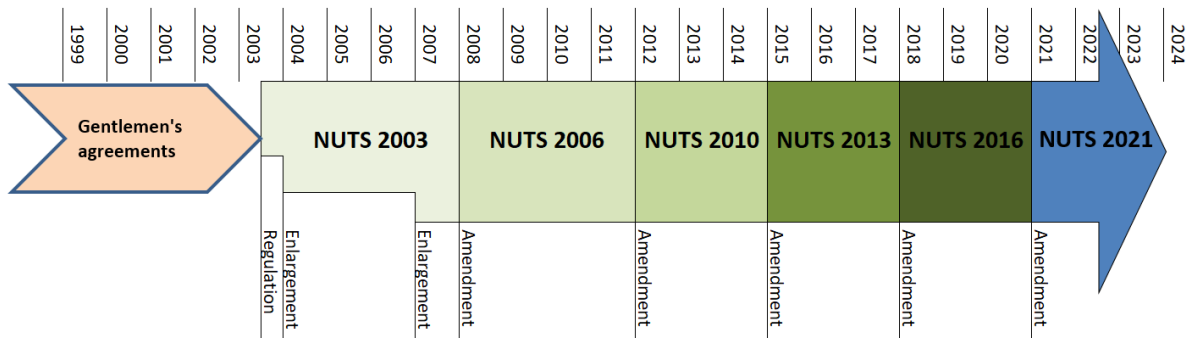 1999
2000
2001
2002
2003
2004
2005
2006
2007
2008
2009
2010
2011
2012
2013
2014
2015
2016
2017
2018
2019
2020
2021
2022
2023
2024
Gentlemen's
agreements
NUTS 2003
NUTS 2006
NUTS 2010
NUTS 2013
NUTS 2016
NUTS 2021
Regulation
Enlargement
Enlargement
Amendment
Amendment
Amendment
Amendment
Amendment